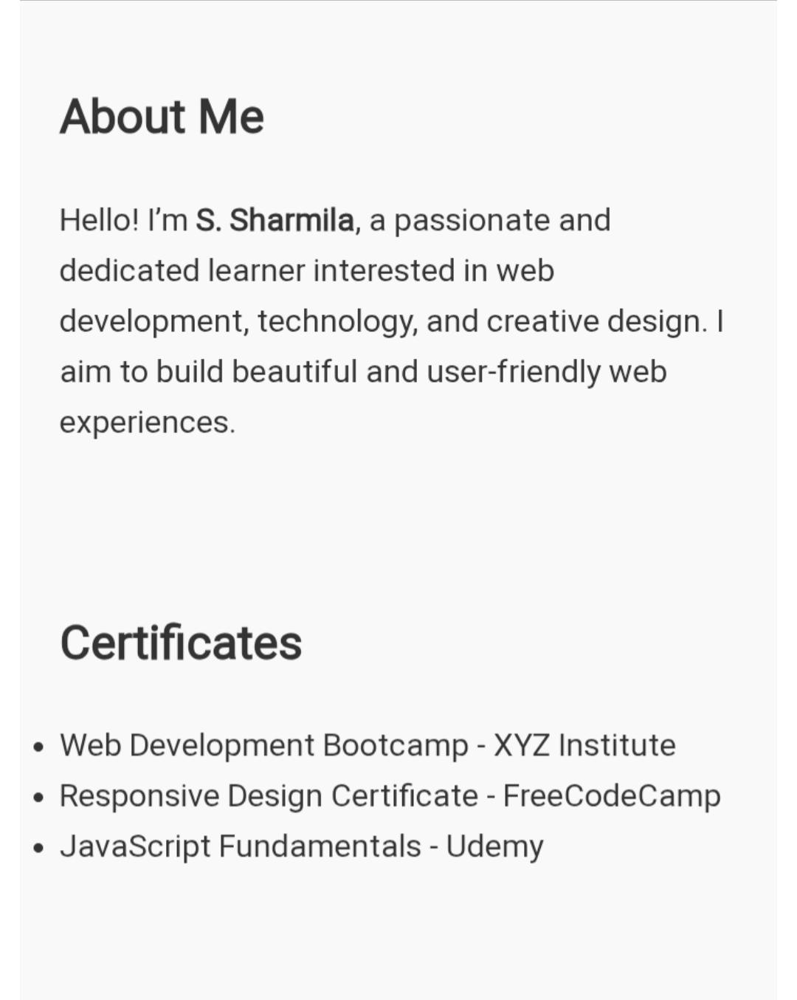 About Me
Hello! I’m S. Sharmila, a passionate and
dedicated learner interested in web
development, technology, and creative design. I
aim to build beautiful and user-friendly web
experiences.
Certificates
• Web Development Bootcamp - XYZ Institute
• Responsive Design Certificate - FreeCodeCamp
• JavaScript Fundamentals - Udemy